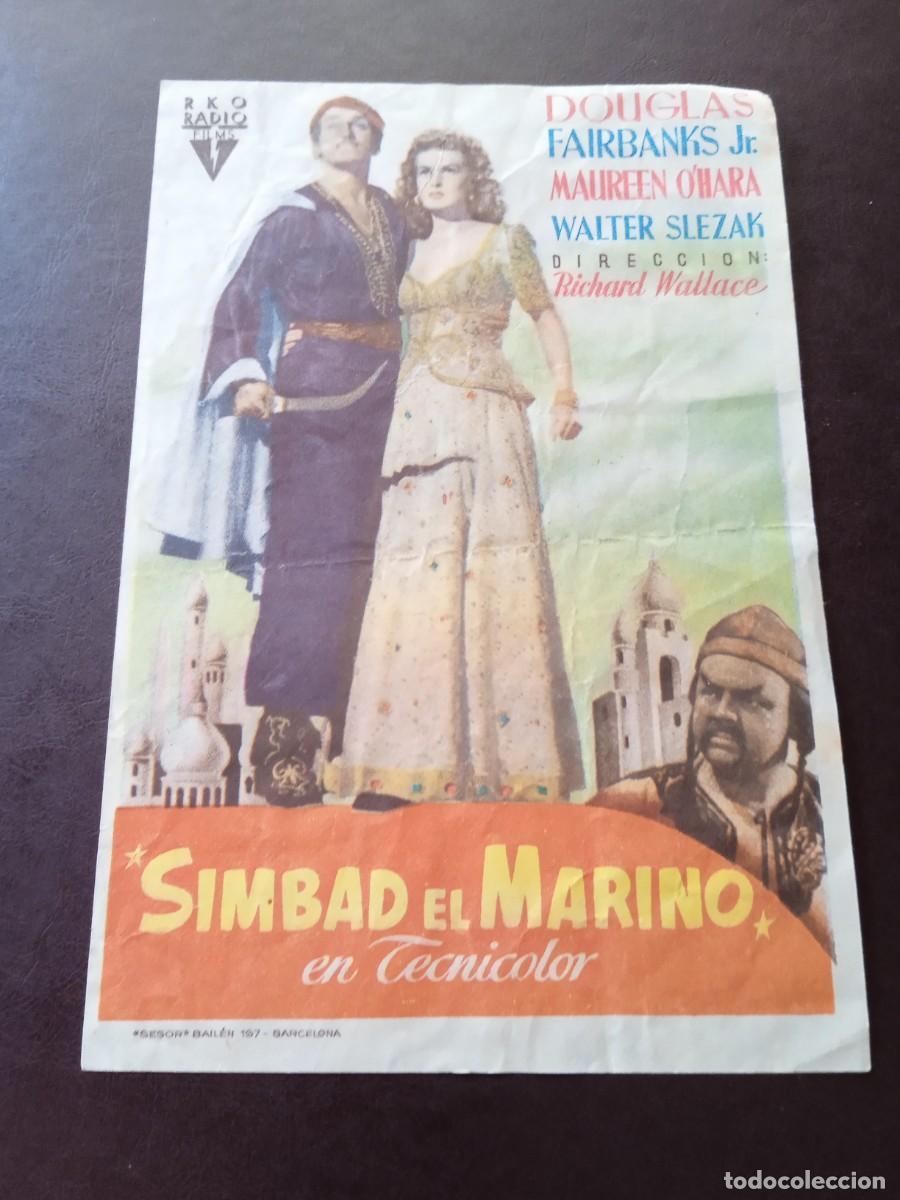 RKO
RADIO
FILMS
DOUGLAS
FAIRBANKS Jr.
MAUREEN O'HARA
WALTER SLEZAK
DIRECCION:
Richard Wallace
SIMBAD EL MARINO
en Tecnicolor
"SESOR" BAILÉN 197 - BARCELONA
todocoleccion